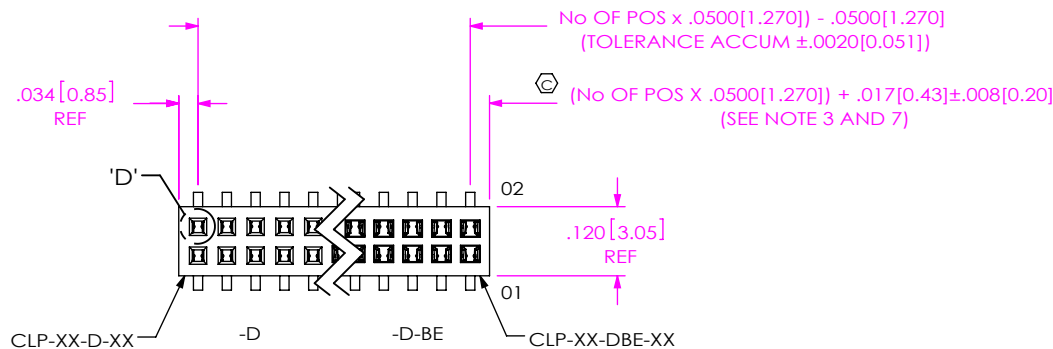 No OF POS x .0500[1.270]) - .0500[1.270]
(TOLERANCE ACCUM ±.0020[0.051])
.034[0.85]
REF
C
(No OF POS X .0500[1.270]) + .017[0.43]±.008[0.20]
(SEE NOTE 3 AND 7)
'D'
02
.120[3.05]
REF
01
CLP-XX-D-XX
-D
-D-BE
CLP-XX-DBE-XX